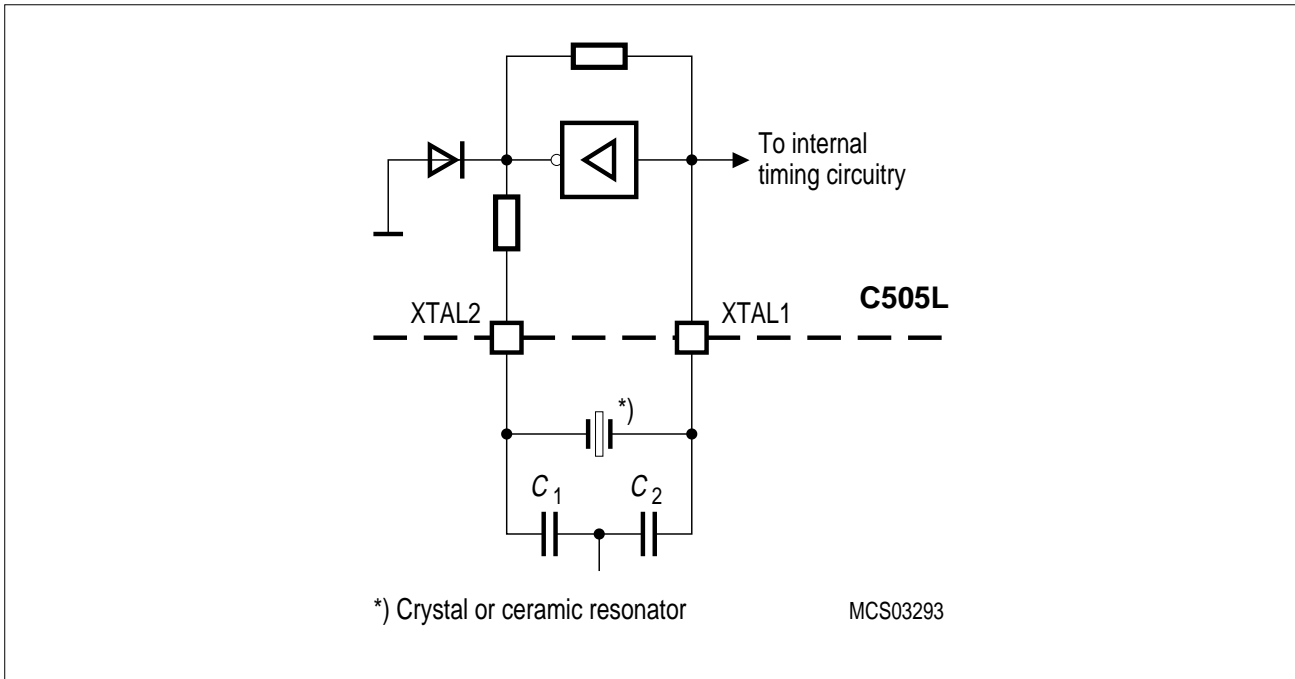 To internal
timing circuitry
C505L
XTAL2
XTAL1
*)
C1
C2
*) Crystal or ceramic resonator
MCS03293